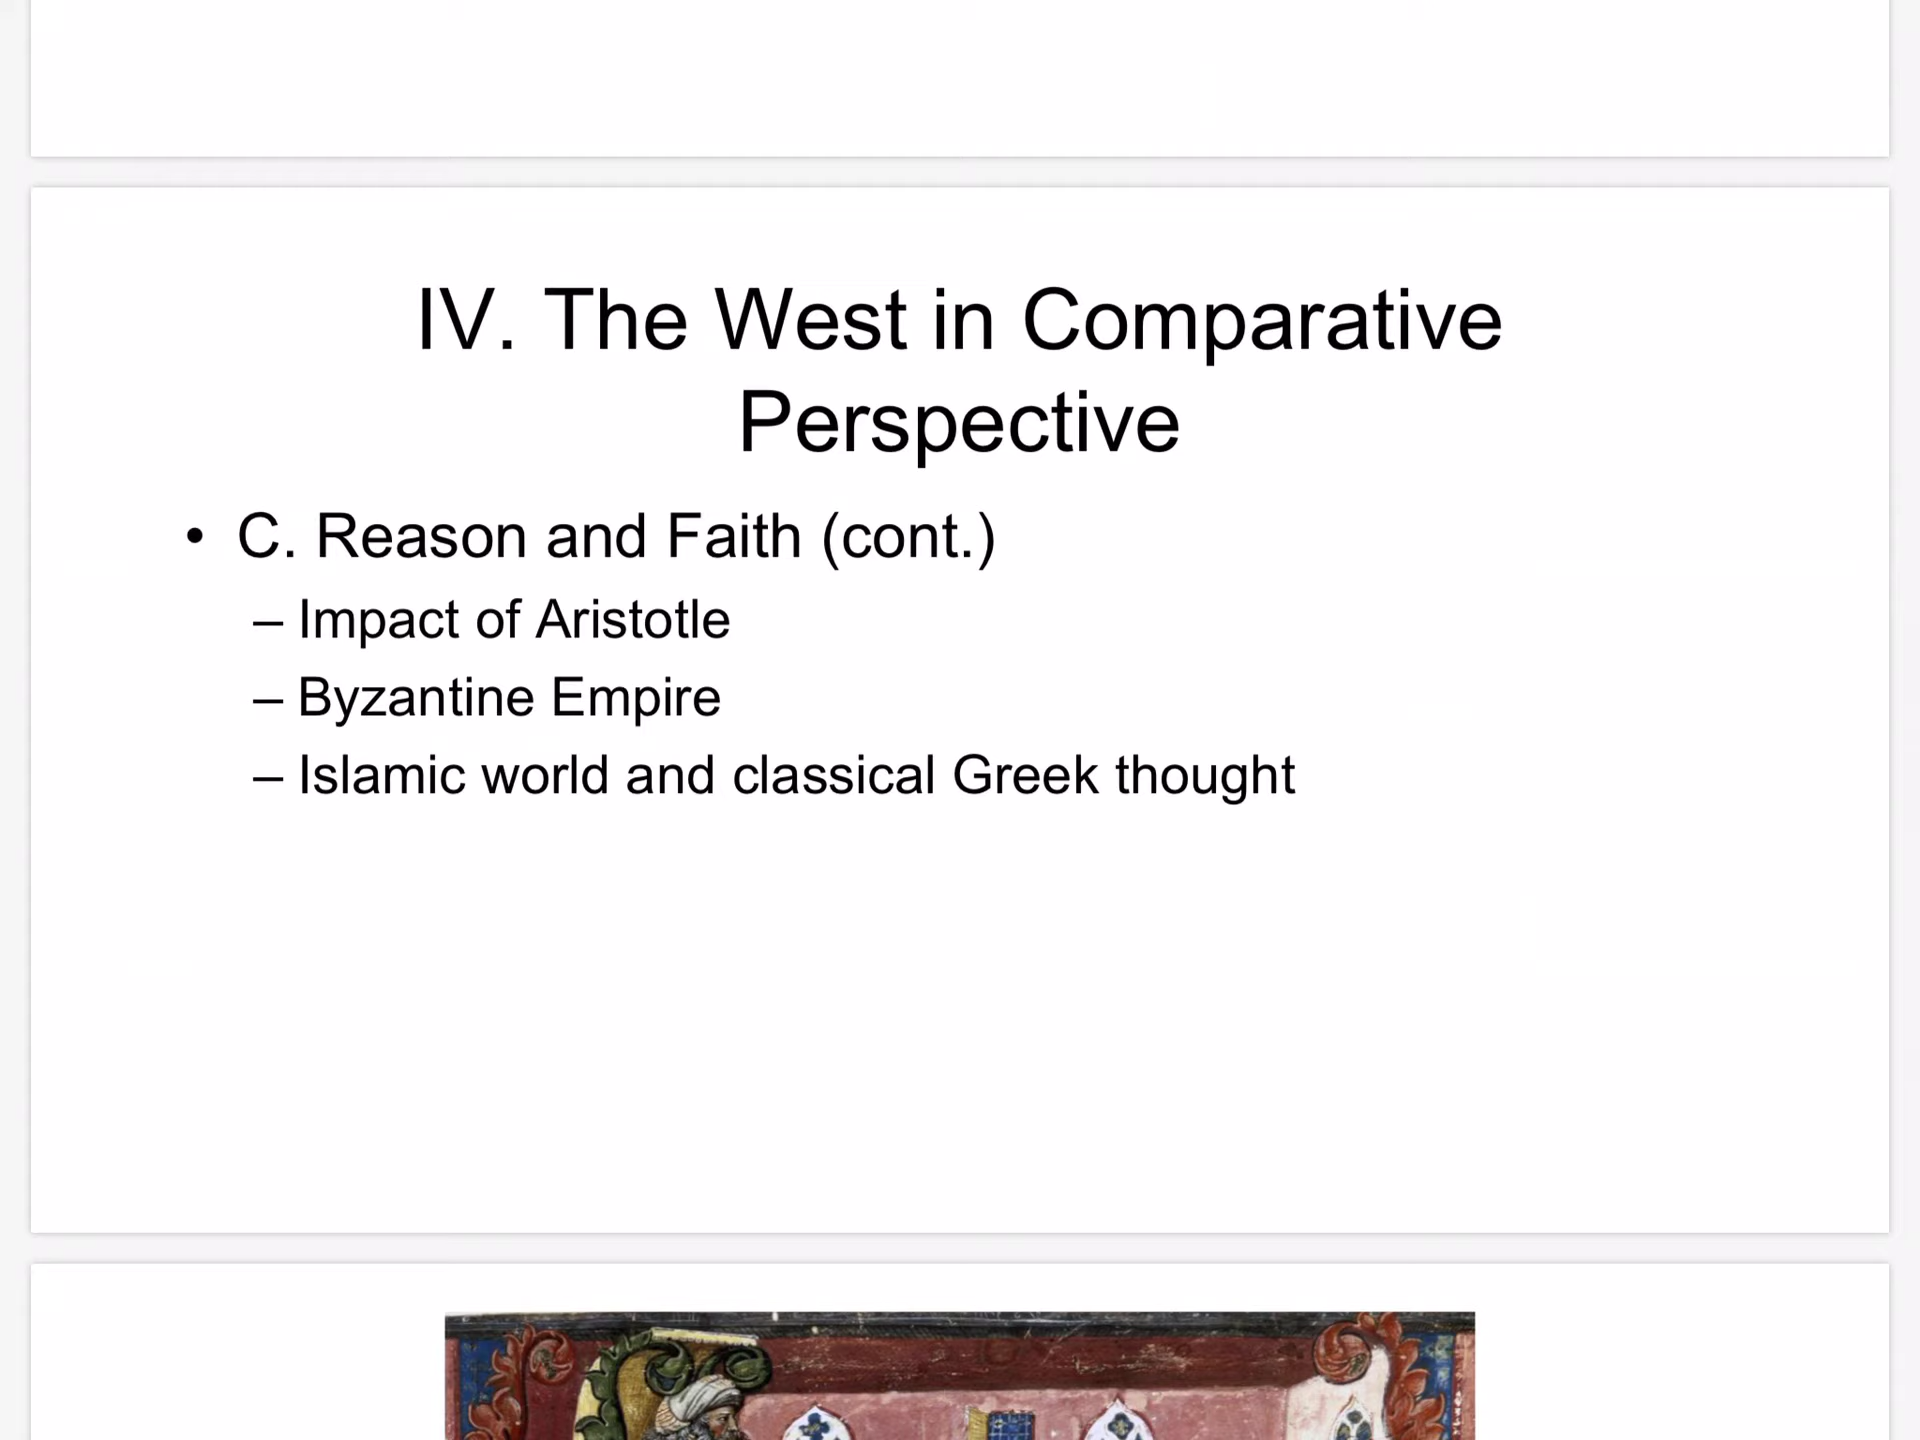 IV. The West in Comparative
Perspective
• C. Reason and Faith (cont.)
– Impact of Aristotle
– Byzantine Empire
– Islamic world and classical Greek thought